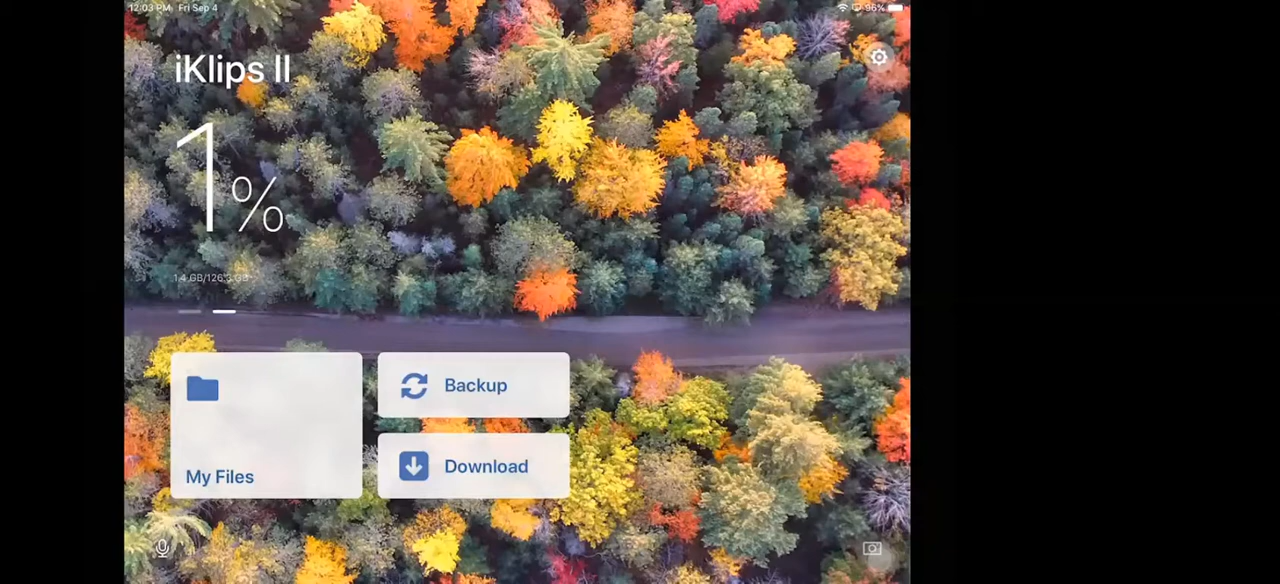 12:03 PM Fri Sep 4
96%
iKlips II
1%
1.4 GB/126.3 GB
My Files
Backup
Download